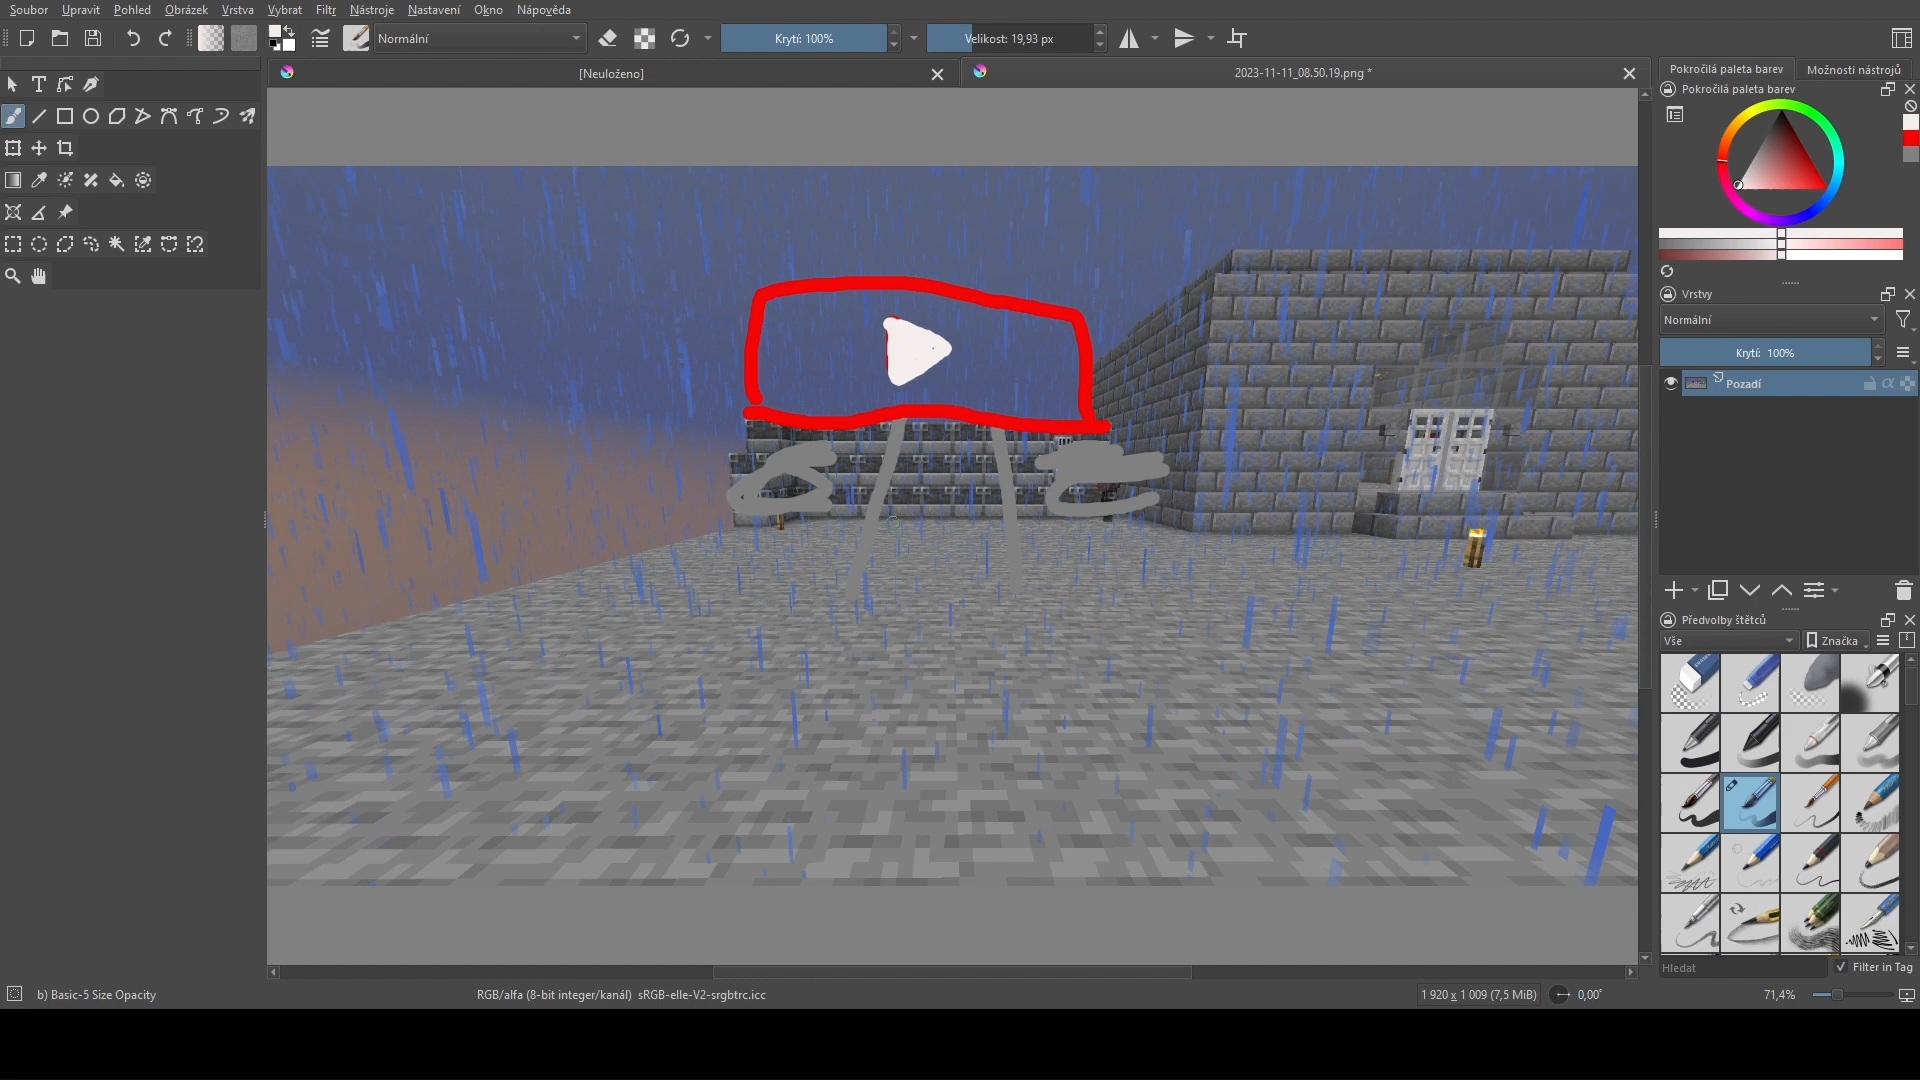 Soubor Upravit Pohled Obrázek Vrstva Vybrat Filtr Nástroje Nastavení Okno Nápověda
Normální
Krytí: 100%
Velikost: 19,93 px
[Neuloženo]
2023-11-11_08.50.19.png *
Pokročilá paleta barev
Možnosti nástrojů
Pokročilá paleta barev
Vrstvy
Normální
Krytí: 100%
Pozadí
Předvolby štětců
Vše
Značka
Hledat
Filter in Tag
b) Basic-5 Size Opacity
RGB/alfa (8-bit integer/kanál) sRGB-elle-V2-srgbtrc.icc
1 920 x 1 009 (7,5 MiB)
0,00°
71,4%